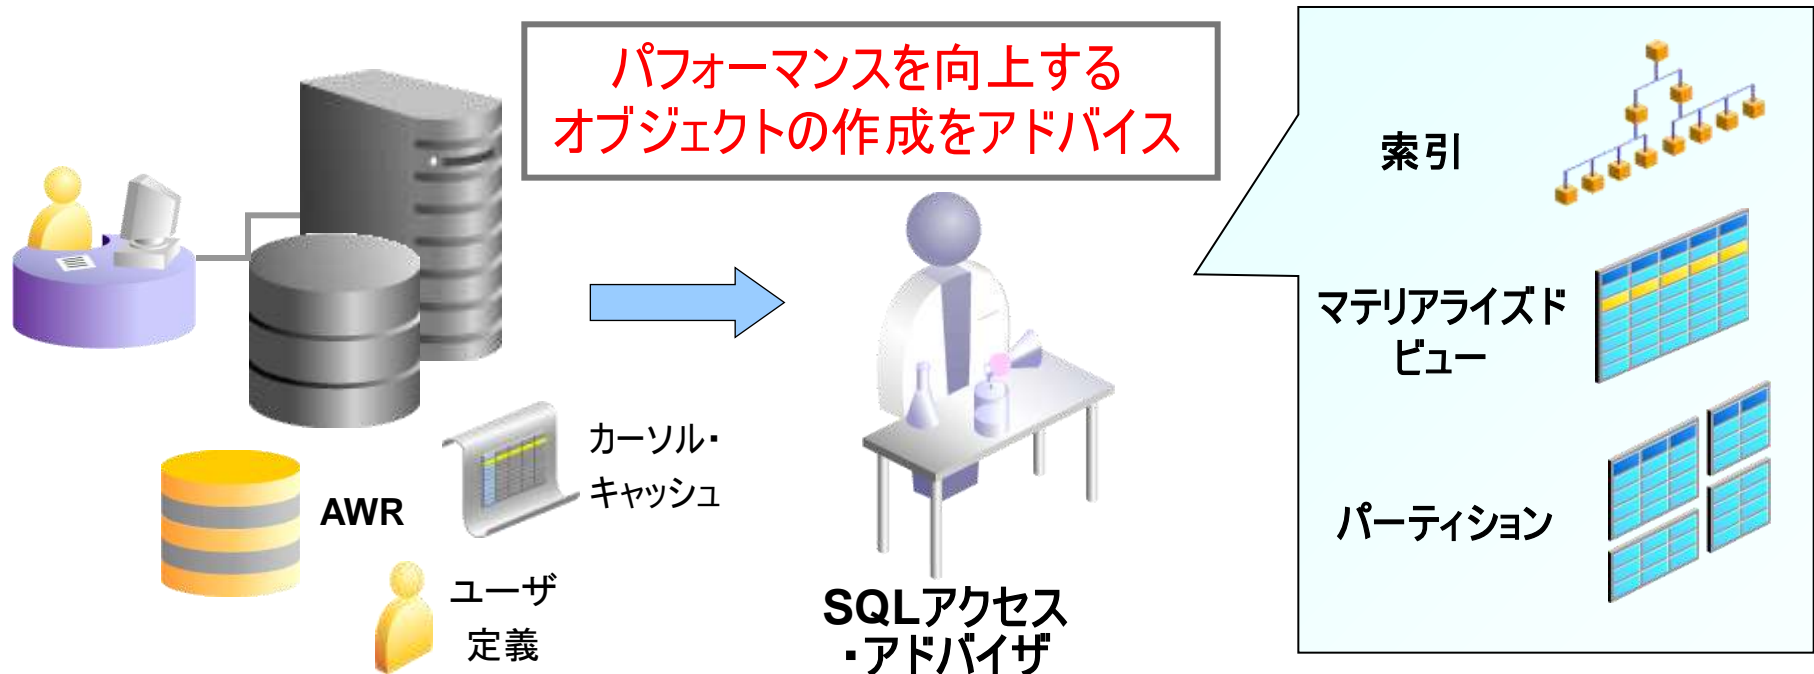 パフォーマンスを向上する
オブジェクトの作成をアドバイス
索引
マテリアライズド
ビュー
パーティション
カーソル・
キャッシュ
AWR
ユーザ
定義
SQLアクセス
・アドバイザ